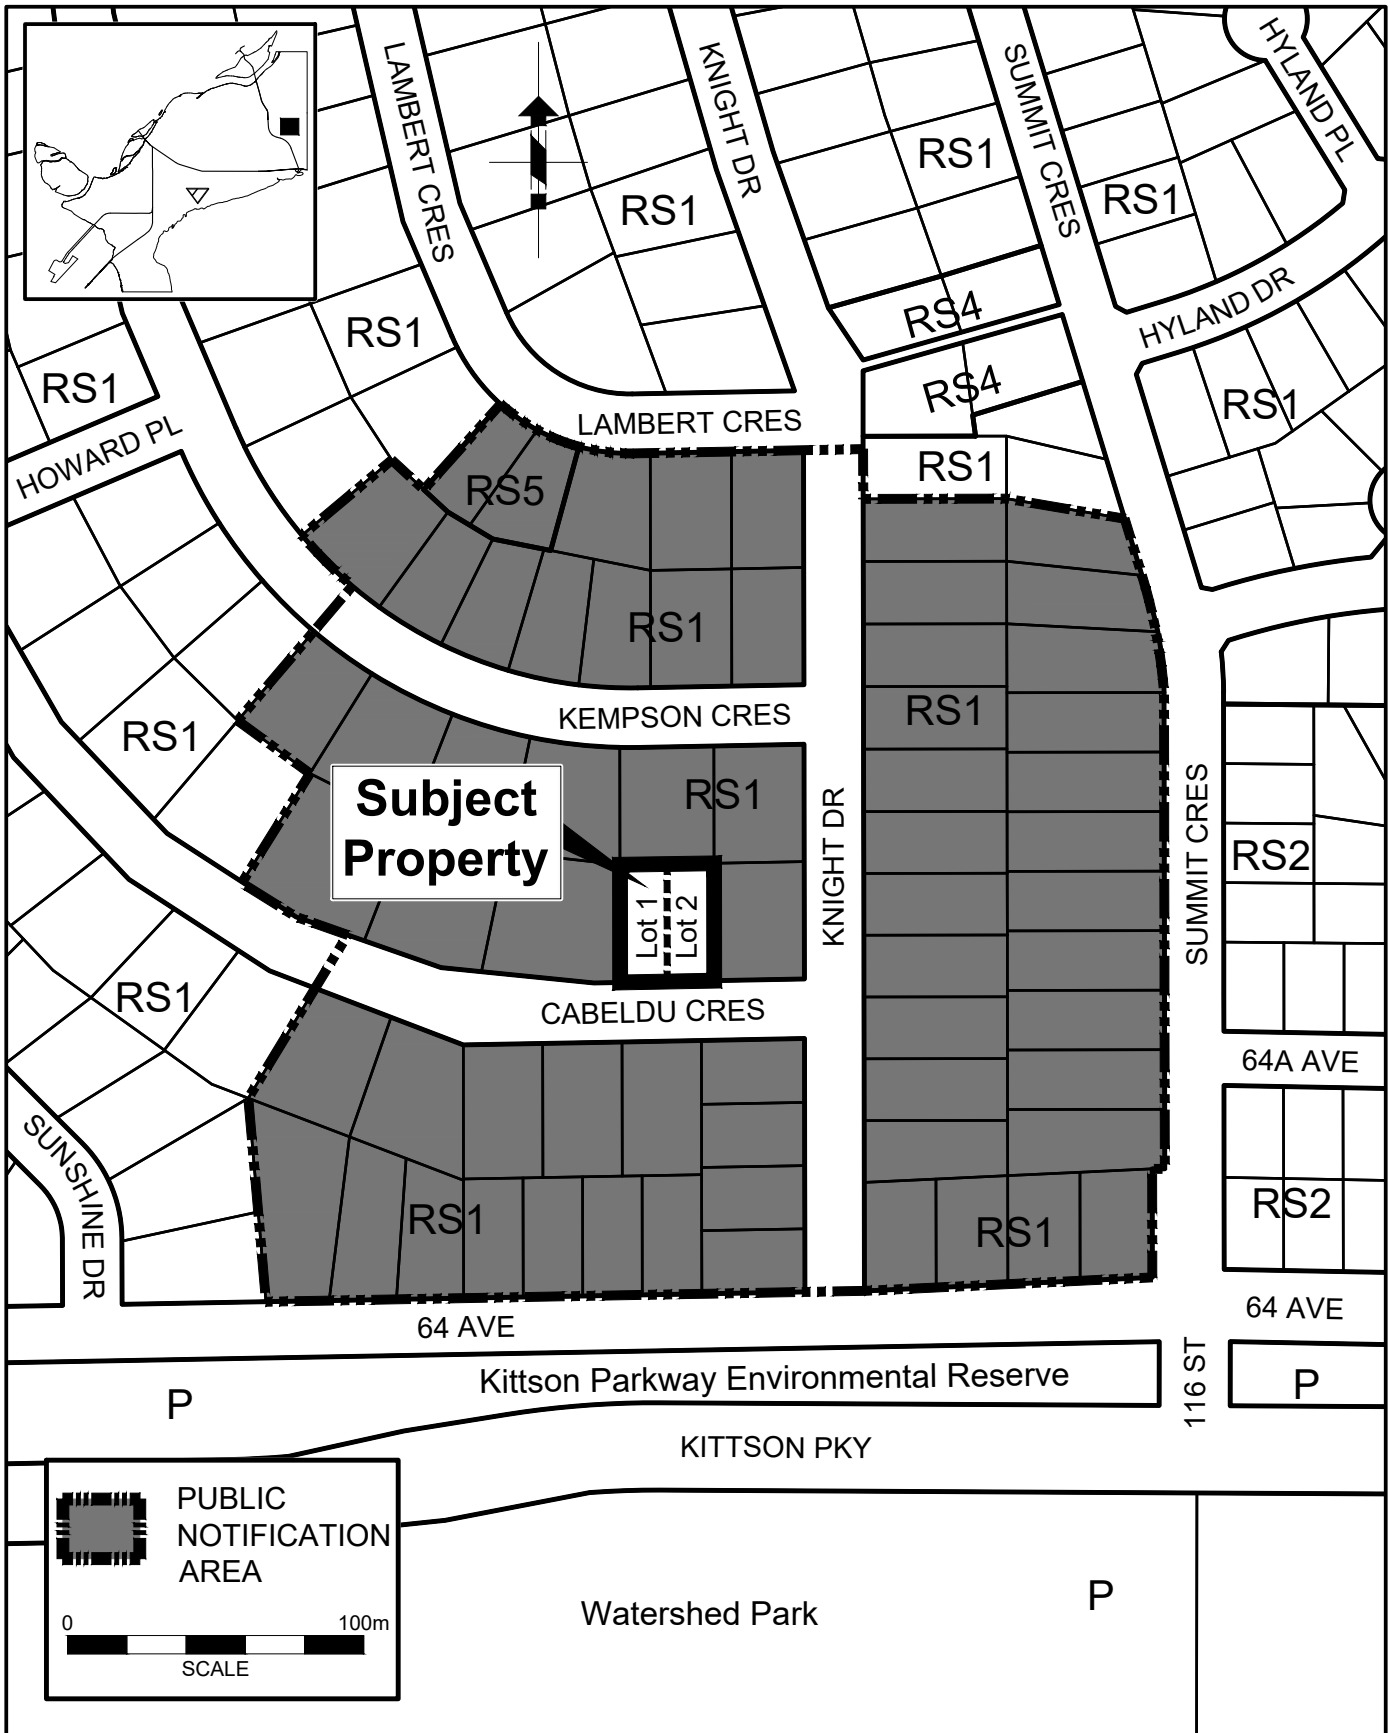 HYLAND PL
LAMBERT CRES
KNIGHT DR
SUMMIT CRES
RS1
RS1
RS1
RS4
HYLAND DR
RS1
RS1
RS4
RS1
HOWARD PL
LAMBERT CRES
RS5
RS1
RS1
RS1
KEMPSON CRES
RS1
RS1
Subject
Property
KNIGHT DR
SUMMIT CRES
RS2
Lot 1
Lot 2
RS1
CABELDU CRES
64A AVE
SUNSHINE DR
RS1
RS1
RS2
64 AVE
64 AVE
116 ST
Kittson Parkway Environmental Reserve
P
P
KITTSON PKY
PUBLIC
NOTIFICATION
AREA
0 100m
SCALE
Watershed Park
P